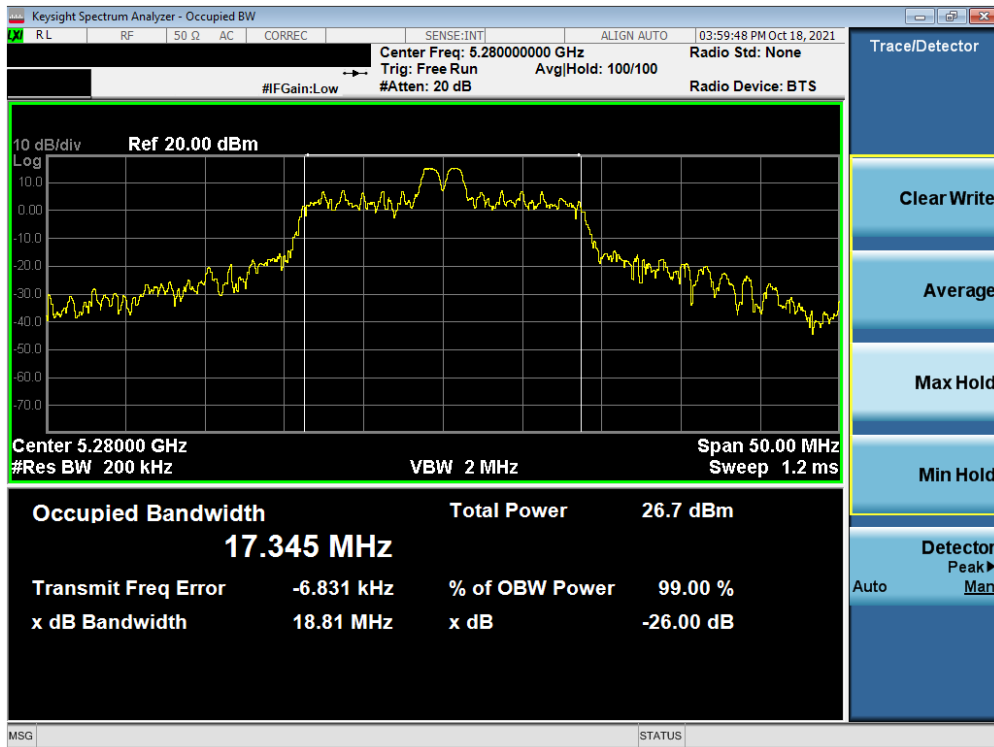 Keysight Spectrum Analyzer - Occupied BW
LXI RL RF 50 Ω AC CORREC SENSE:INT ALIGN AUTO 03:59:48 PM Oct 18, 2021
Center Freq: 5.280000000 GHz Radio Std: None
Trig: Free Run Avg|Hold: 100/100
#IFGain:Low #Atten: 20 dB Radio Device: BTS
10 dB/div Ref 20.00 dBm
Log
10.0
0.00
-10.0
-20.0
-30.0
-40.0
-50.0
-60.0
-70.0
Center 5.28000 GHz Span 50.00 MHz
#Res BW 200 kHz VBW 2 MHz Sweep 1.2 ms
Occupied Bandwidth Total Power 26.7 dBm
17.345 MHz
Transmit Freq Error -6.831 kHz % of OBW Power 99.00 %
x dB Bandwidth 18.81 MHz x dB -26.00 dB
Trace/Detector
Clear Write
Average
Max Hold
Min Hold
Detector
Peak▶
Auto Man
MSG STATUS